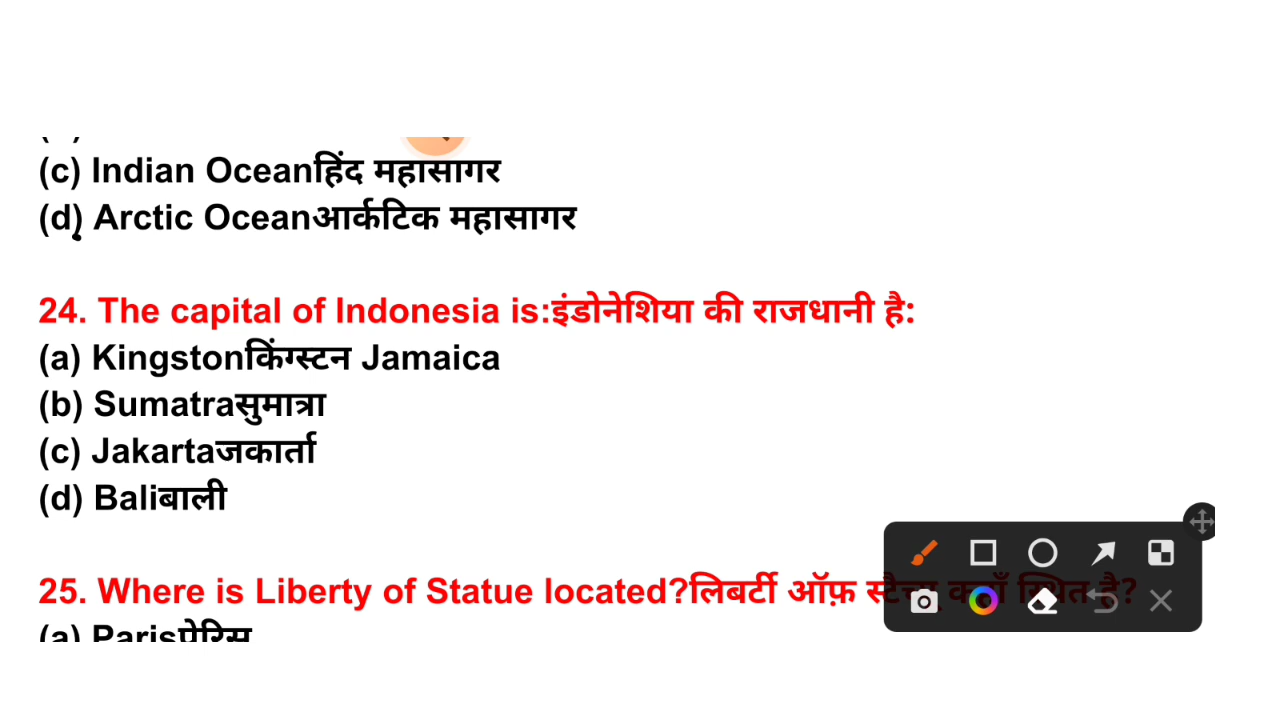 (c) Indian Oceanहिंद महासागर
(d) Arctic Oceanआर्कटिक महासागर
24. The capital of Indonesia is:इंडोनेशिया की राजधानी है:
(a) Kingstonकिंग्स्टन Jamaica
(b) Sumatraसुमात्रा
(c) Jakartaजकार्ता
(d) Baliबाली
25. Where is Liberty of Statue located?लिबर्टी ऑफ़ स्टैच्यू कहाँ स्थित है?
(a) Parisपेरिस